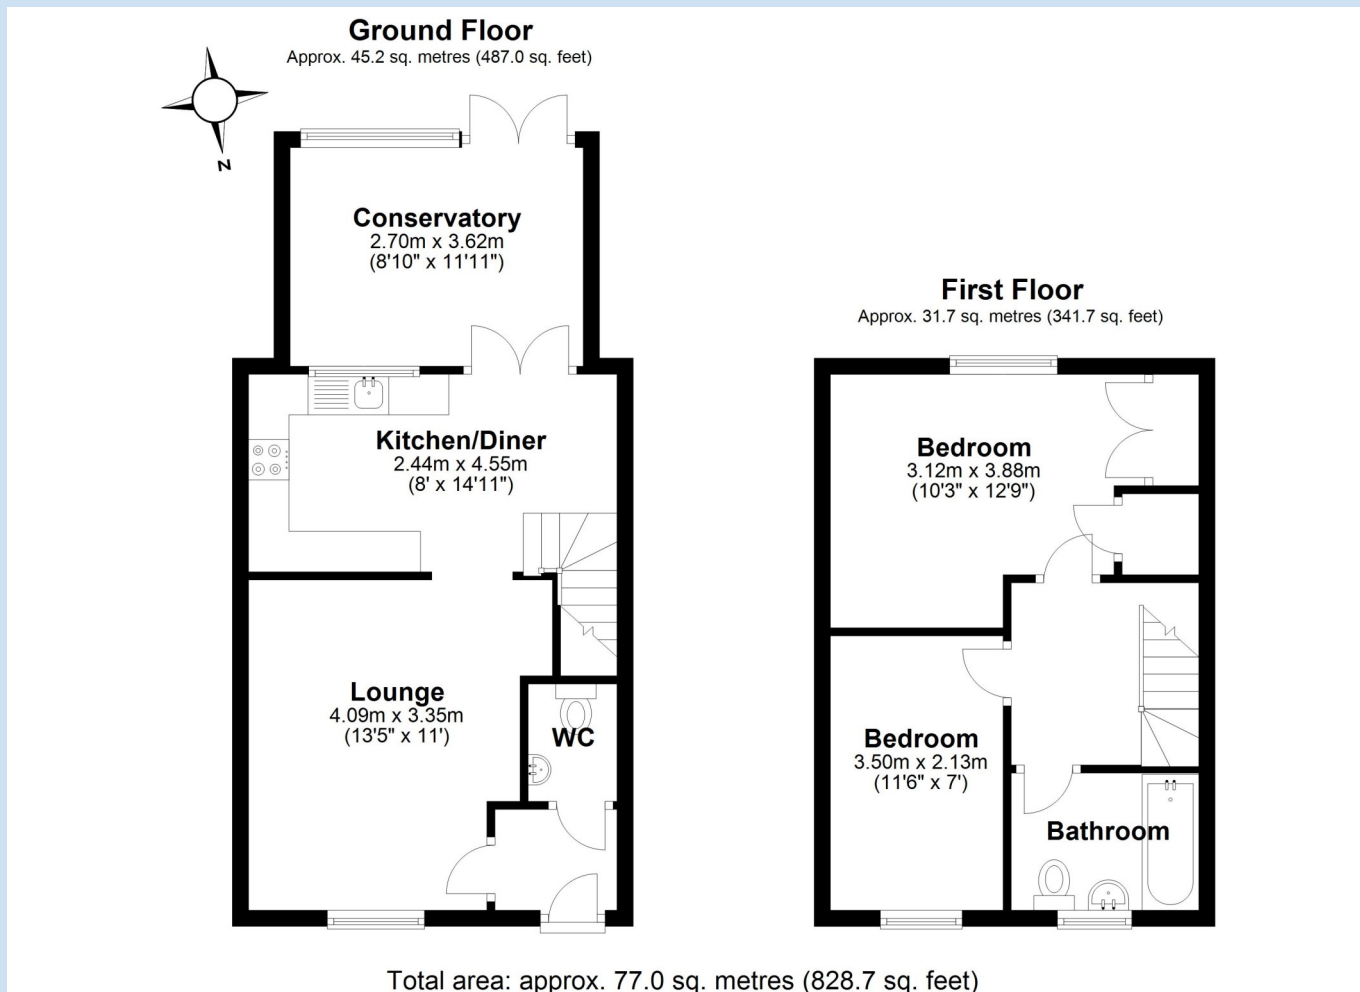 Ground Floor
Approx. 45.2 sq. metres (487.0 sq. feet)
N
Conservatory
2.70m x 3.62m
(8'10" x 11'11")
Kitchen/Diner
2.44m x 4.55m
(8' x 14'11")
Lounge
4.09m x 3.35m
(13'5" x 11')
WC
First Floor
Approx. 31.7 sq. metres (341.7 sq. feet)
Bedroom
3.12m x 3.88m
(10'3" x 12'9")
Bedroom
3.50m x 2.13m
(11'6" x 7')
Bathroom
Total area: approx. 77.0 sq. metres (828.7 sq. feet)